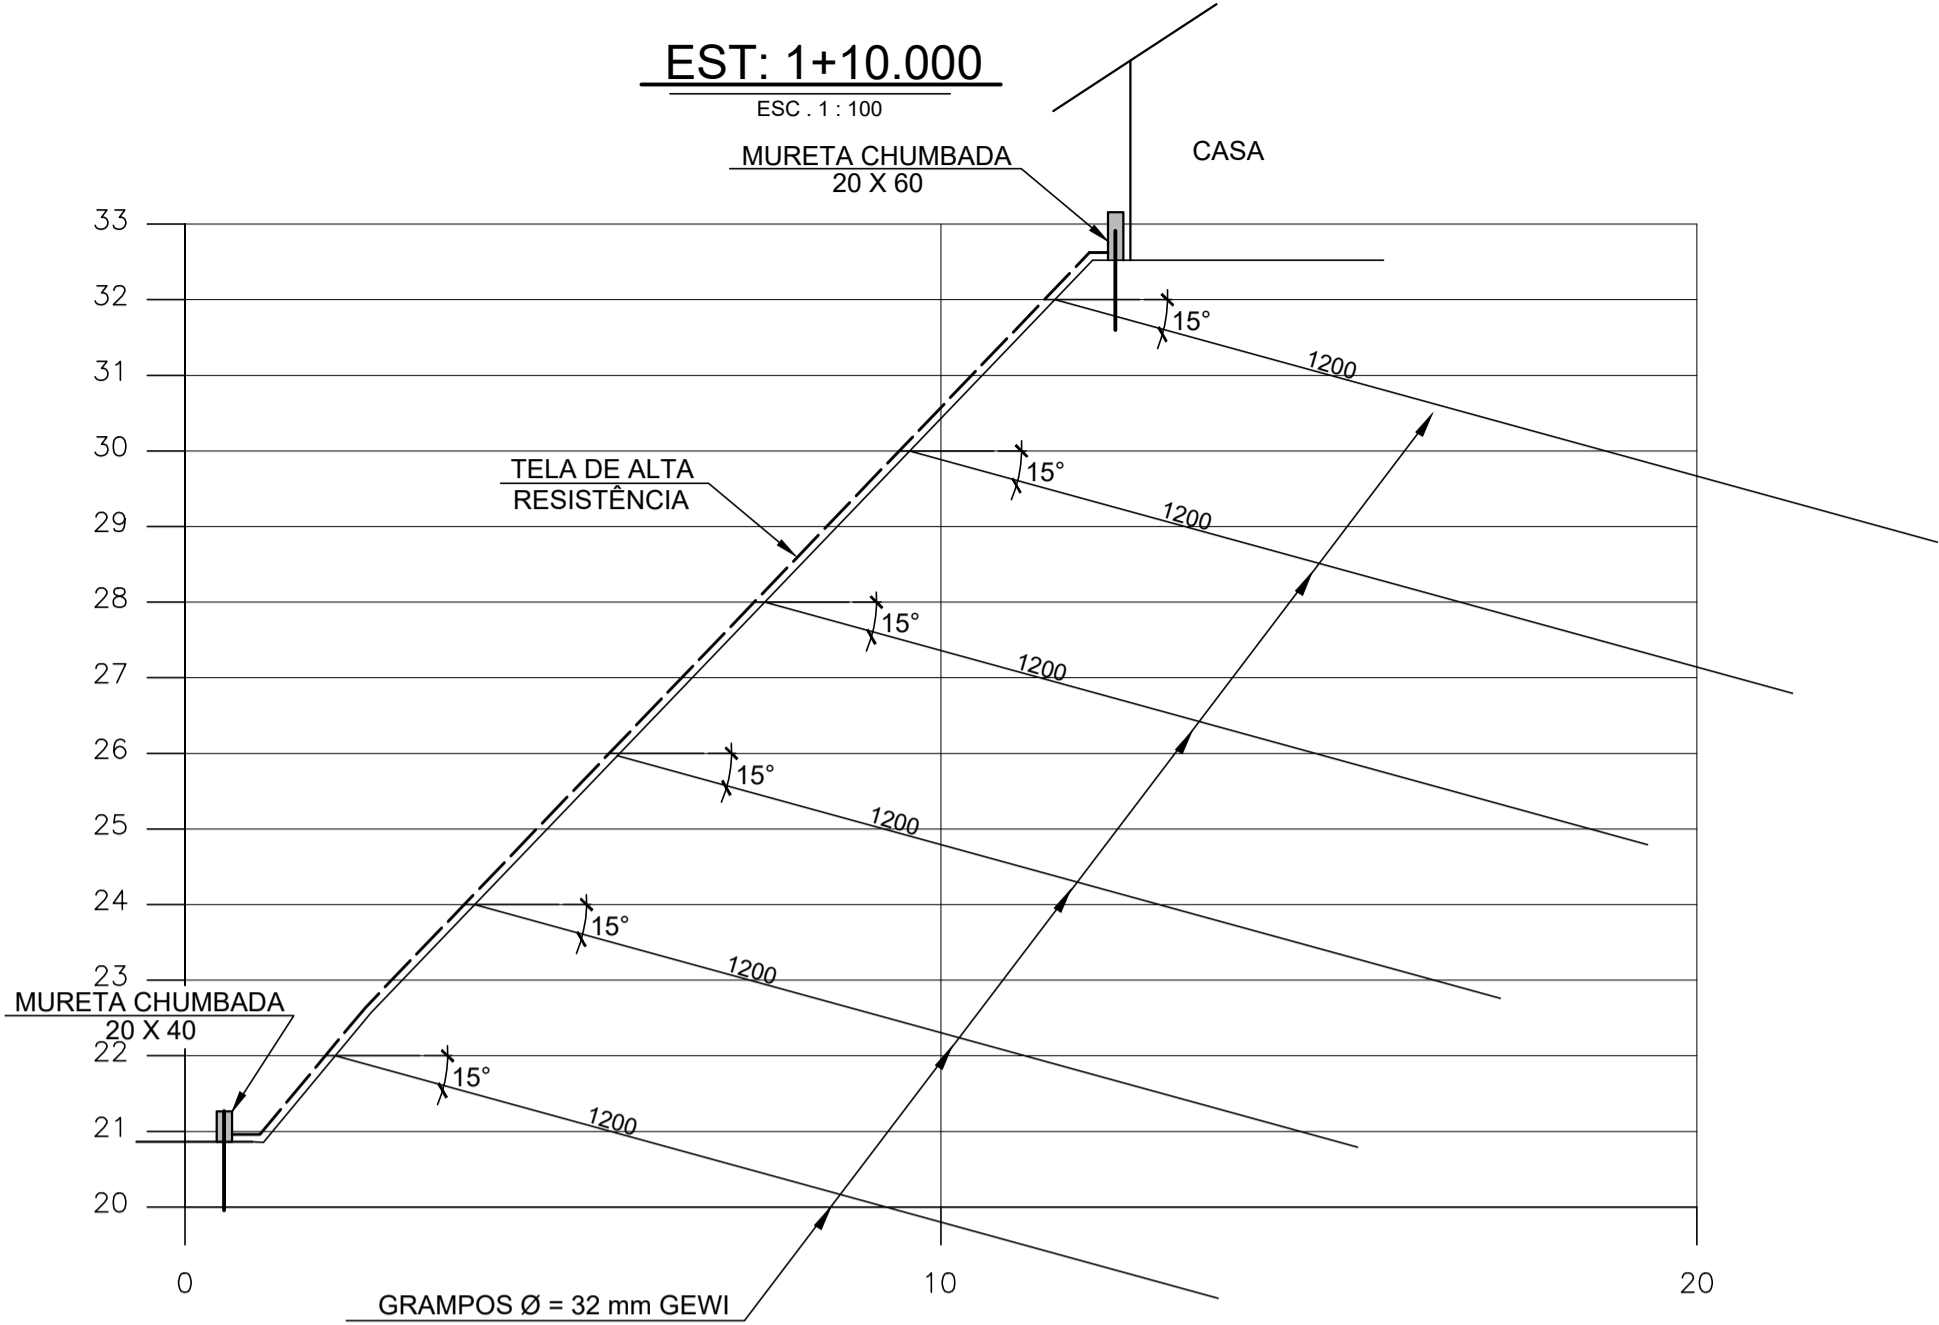 EST: 1+10.000
ESC . 1 : 100
MURETA CHUMBADA
20 X 60
CASA
33
32
15°
31
1200
30
15°
TELA DE ALTA
RESISTÊNCIA
29
1200
28
15°
27
1200
26
15°
25
1200
24
15°
23
1200
MURETA CHUMBADA
20 X 40
22
15°
21
1200
20
0
10
20
GRAMPOS Ø = 32 mm GEWI